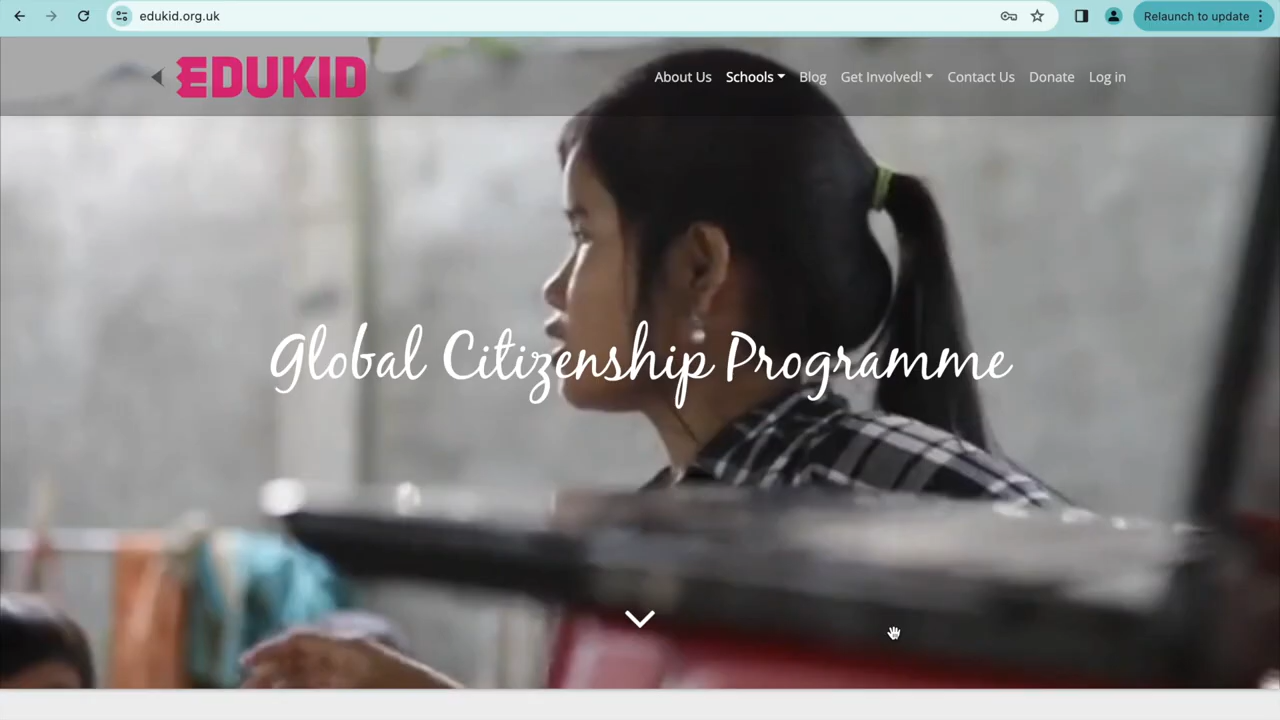 edukid.org.uk
Relaunch to update
EDUKID
About Us Schools Blog Get Involved! Contact Us Donate Log in
Global Citizenship Programme